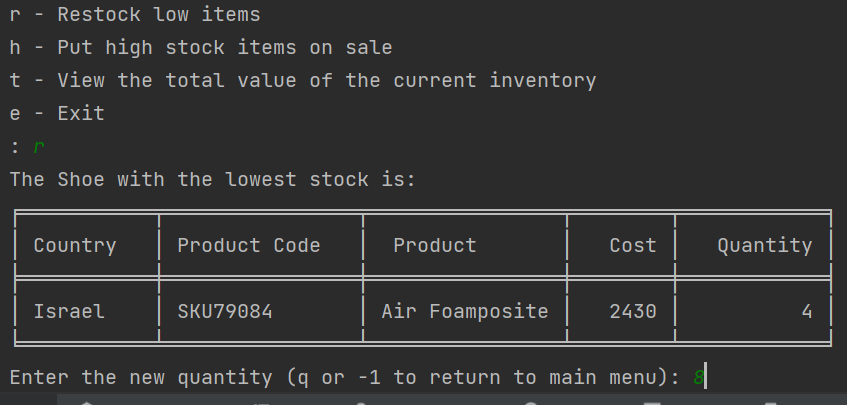 r - Restock low items
h - Put high stock items on sale
t - View the total value of the current inventory
e - Exit
: r
The Shoe with the lowest stock is:
Country Product Code Product Cost Quantity
Israel SKU79084 Air Foamposite 2430 4
Enter the new quantity (q or -1 to return to main menu): 8